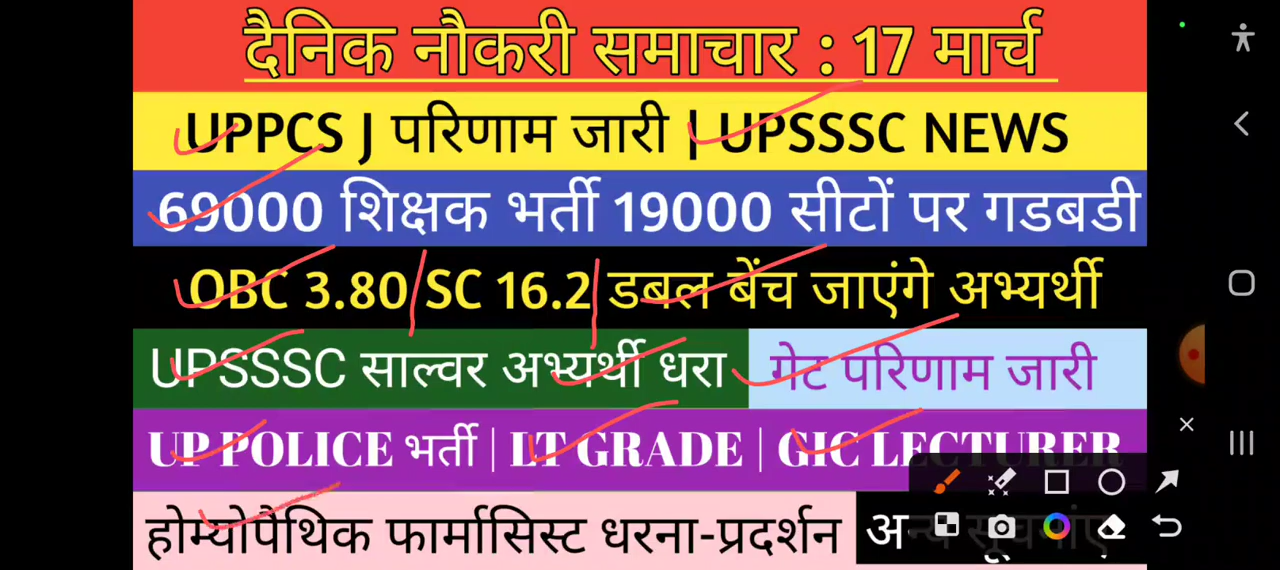 दैनिक नौकरी समाचार : 17 मार्च
UPPCS J परिणाम जारी | UPSSSC NEWS
69000 शिक्षक भर्ती 19000 सीटों पर गडबडी
OBC 3.80 SC 16.2 डबल बेंच जाएंगे अभ्यर्थी
UPSSSC साल्वर अभ्यर्थी धरा गेट परिणाम जारी
UP POLICE भर्ती | LT GRADE | GIC LECTURER
होम्योपैथिक फार्मासिस्ट धरना-प्रदर्शन अन्य सूचनाएं